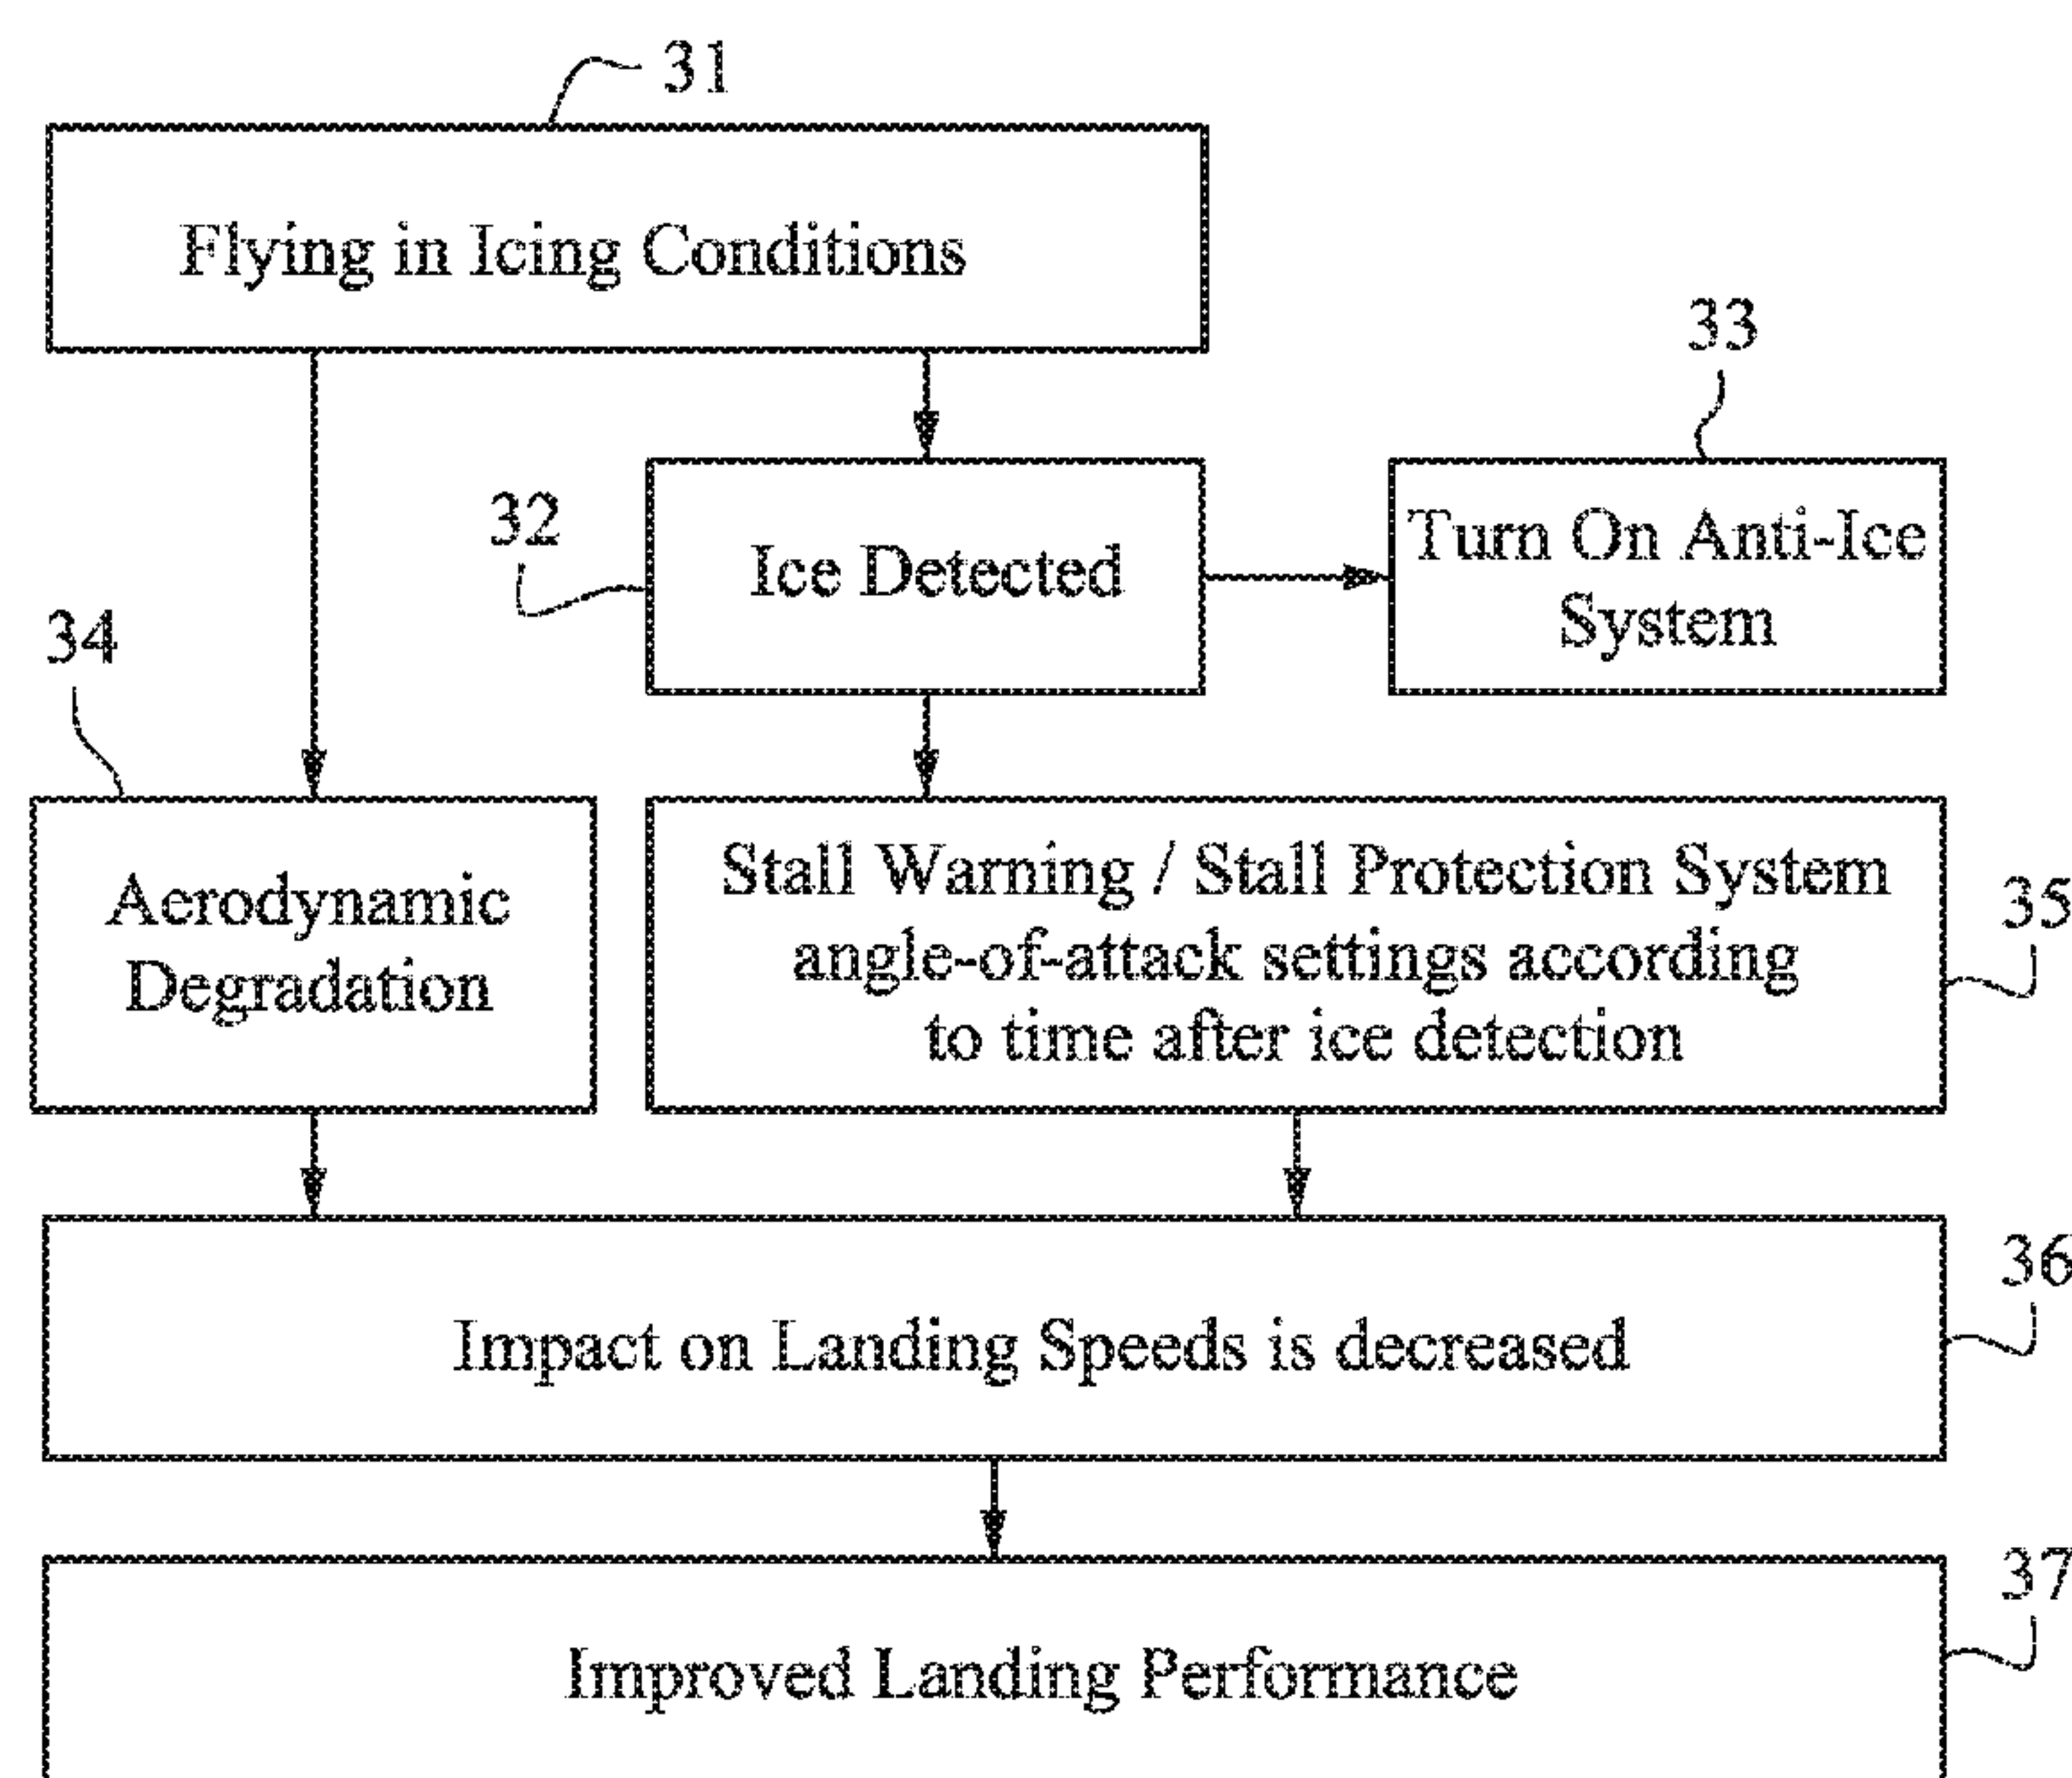 31
Flying in Icing Conditions
33
32
Ice Detected
Turn On Anti-Ice
System
34
Aerodynamic
Degradation
Stall Warning / Stall Protection System
angle-of-attack settings according
to time after ice detection
35
Impact on Landing Speeds is decreased
36
Improved Landing Performance
37